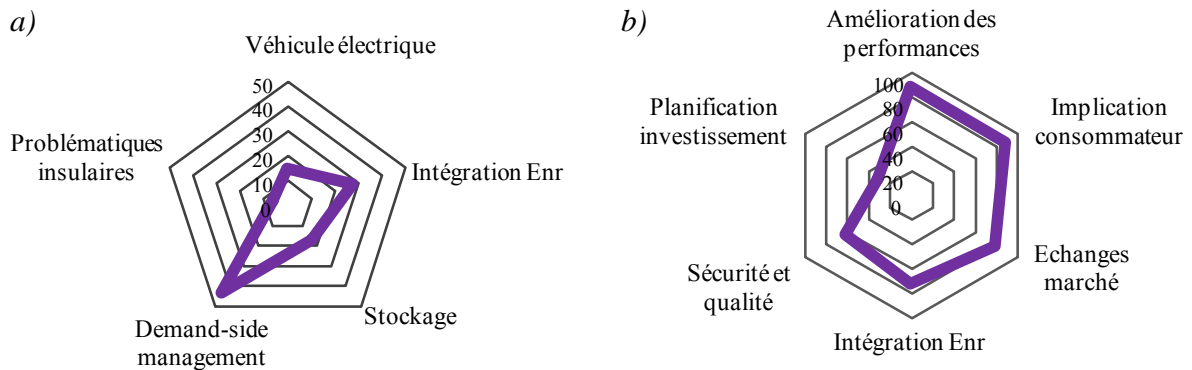 a)
Véhicule électrique
50
40
30
20
10
0
Problématiques
insulaires
Intégration Enr
Demand-side
management
Stockage
b)
Amélioration des
performances
100
80
60
40
20
0
Planification
investissement
Implication
consommateur
Sécurité et
qualité
Echanges
marché
Intégration Enr